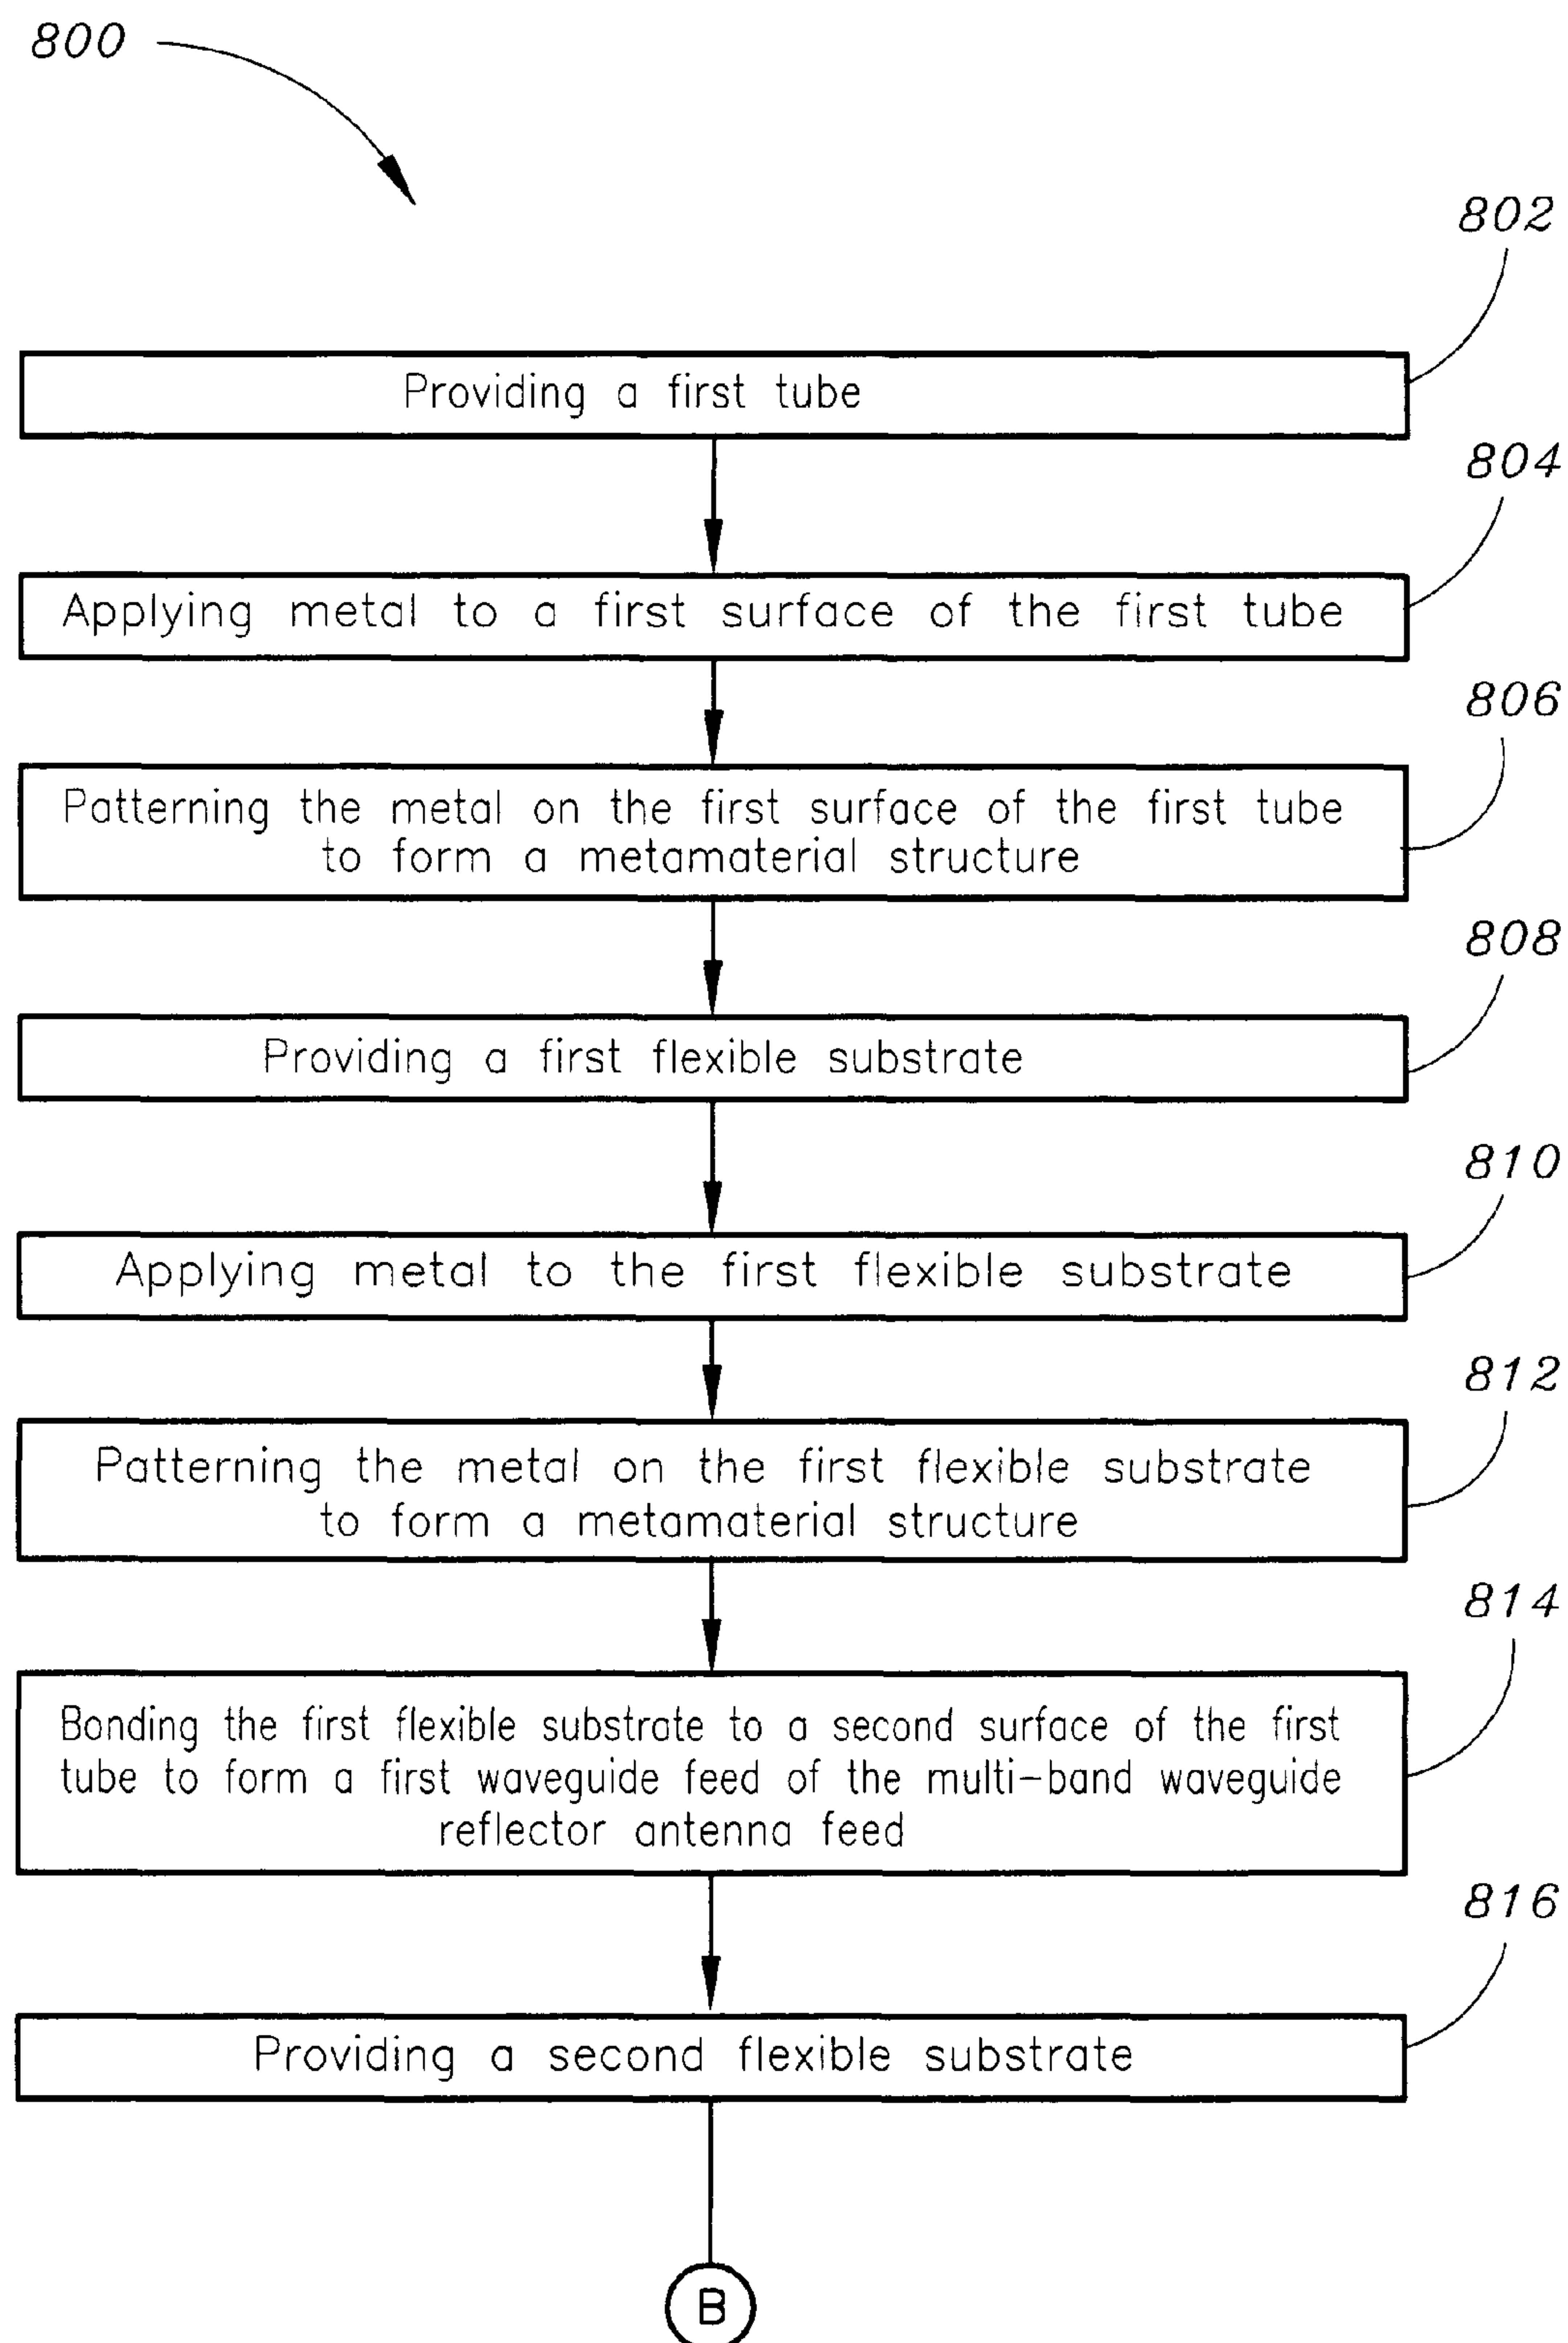 800
802
Providing a first tube
804
Applying metal to a first surface of the first tube
806
Patterning the metal on the first surface of the first tube
to form a metamaterial structure
808
Providing a first flexible substrate
810
Applying metal to the first flexible substrate
812
Patterning the metal on the first flexible substrate
to form a metamaterial structure
814
Bonding the first flexible substrate to a second surface of the first
tube to form a first waveguide feed of the multi-band waveguide
reflector antenna feed
816
Providing a second flexible substrate
B